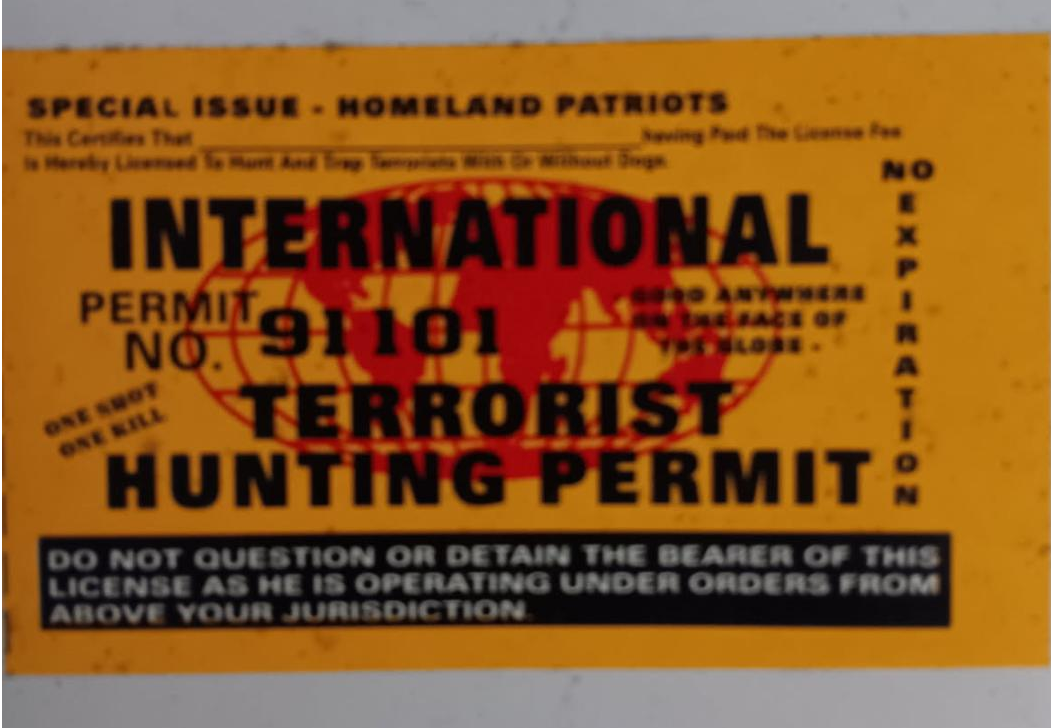 SPECIAL ISSUE - HOMELAND PATRIOTS
This Certifies That ____________ having Paid The License Fee
Is Hereby Licensed To Hunt And Trap Terrorists With Or Without Dogs.
INTERNATIONAL
PERMIT NO. 91101
GOOD ANYWHERE
ON THE FACE OF
THE GLOBE -
ONE SHOT
ONE KILL
TERRORIST
HUNTING PERMIT
NO EXPIRATION
DO NOT QUESTION OR DETAIN THE BEARER OF THIS
LICENSE AS HE IS OPERATING UNDER ORDERS FROM
ABOVE YOUR JURISDICTION.